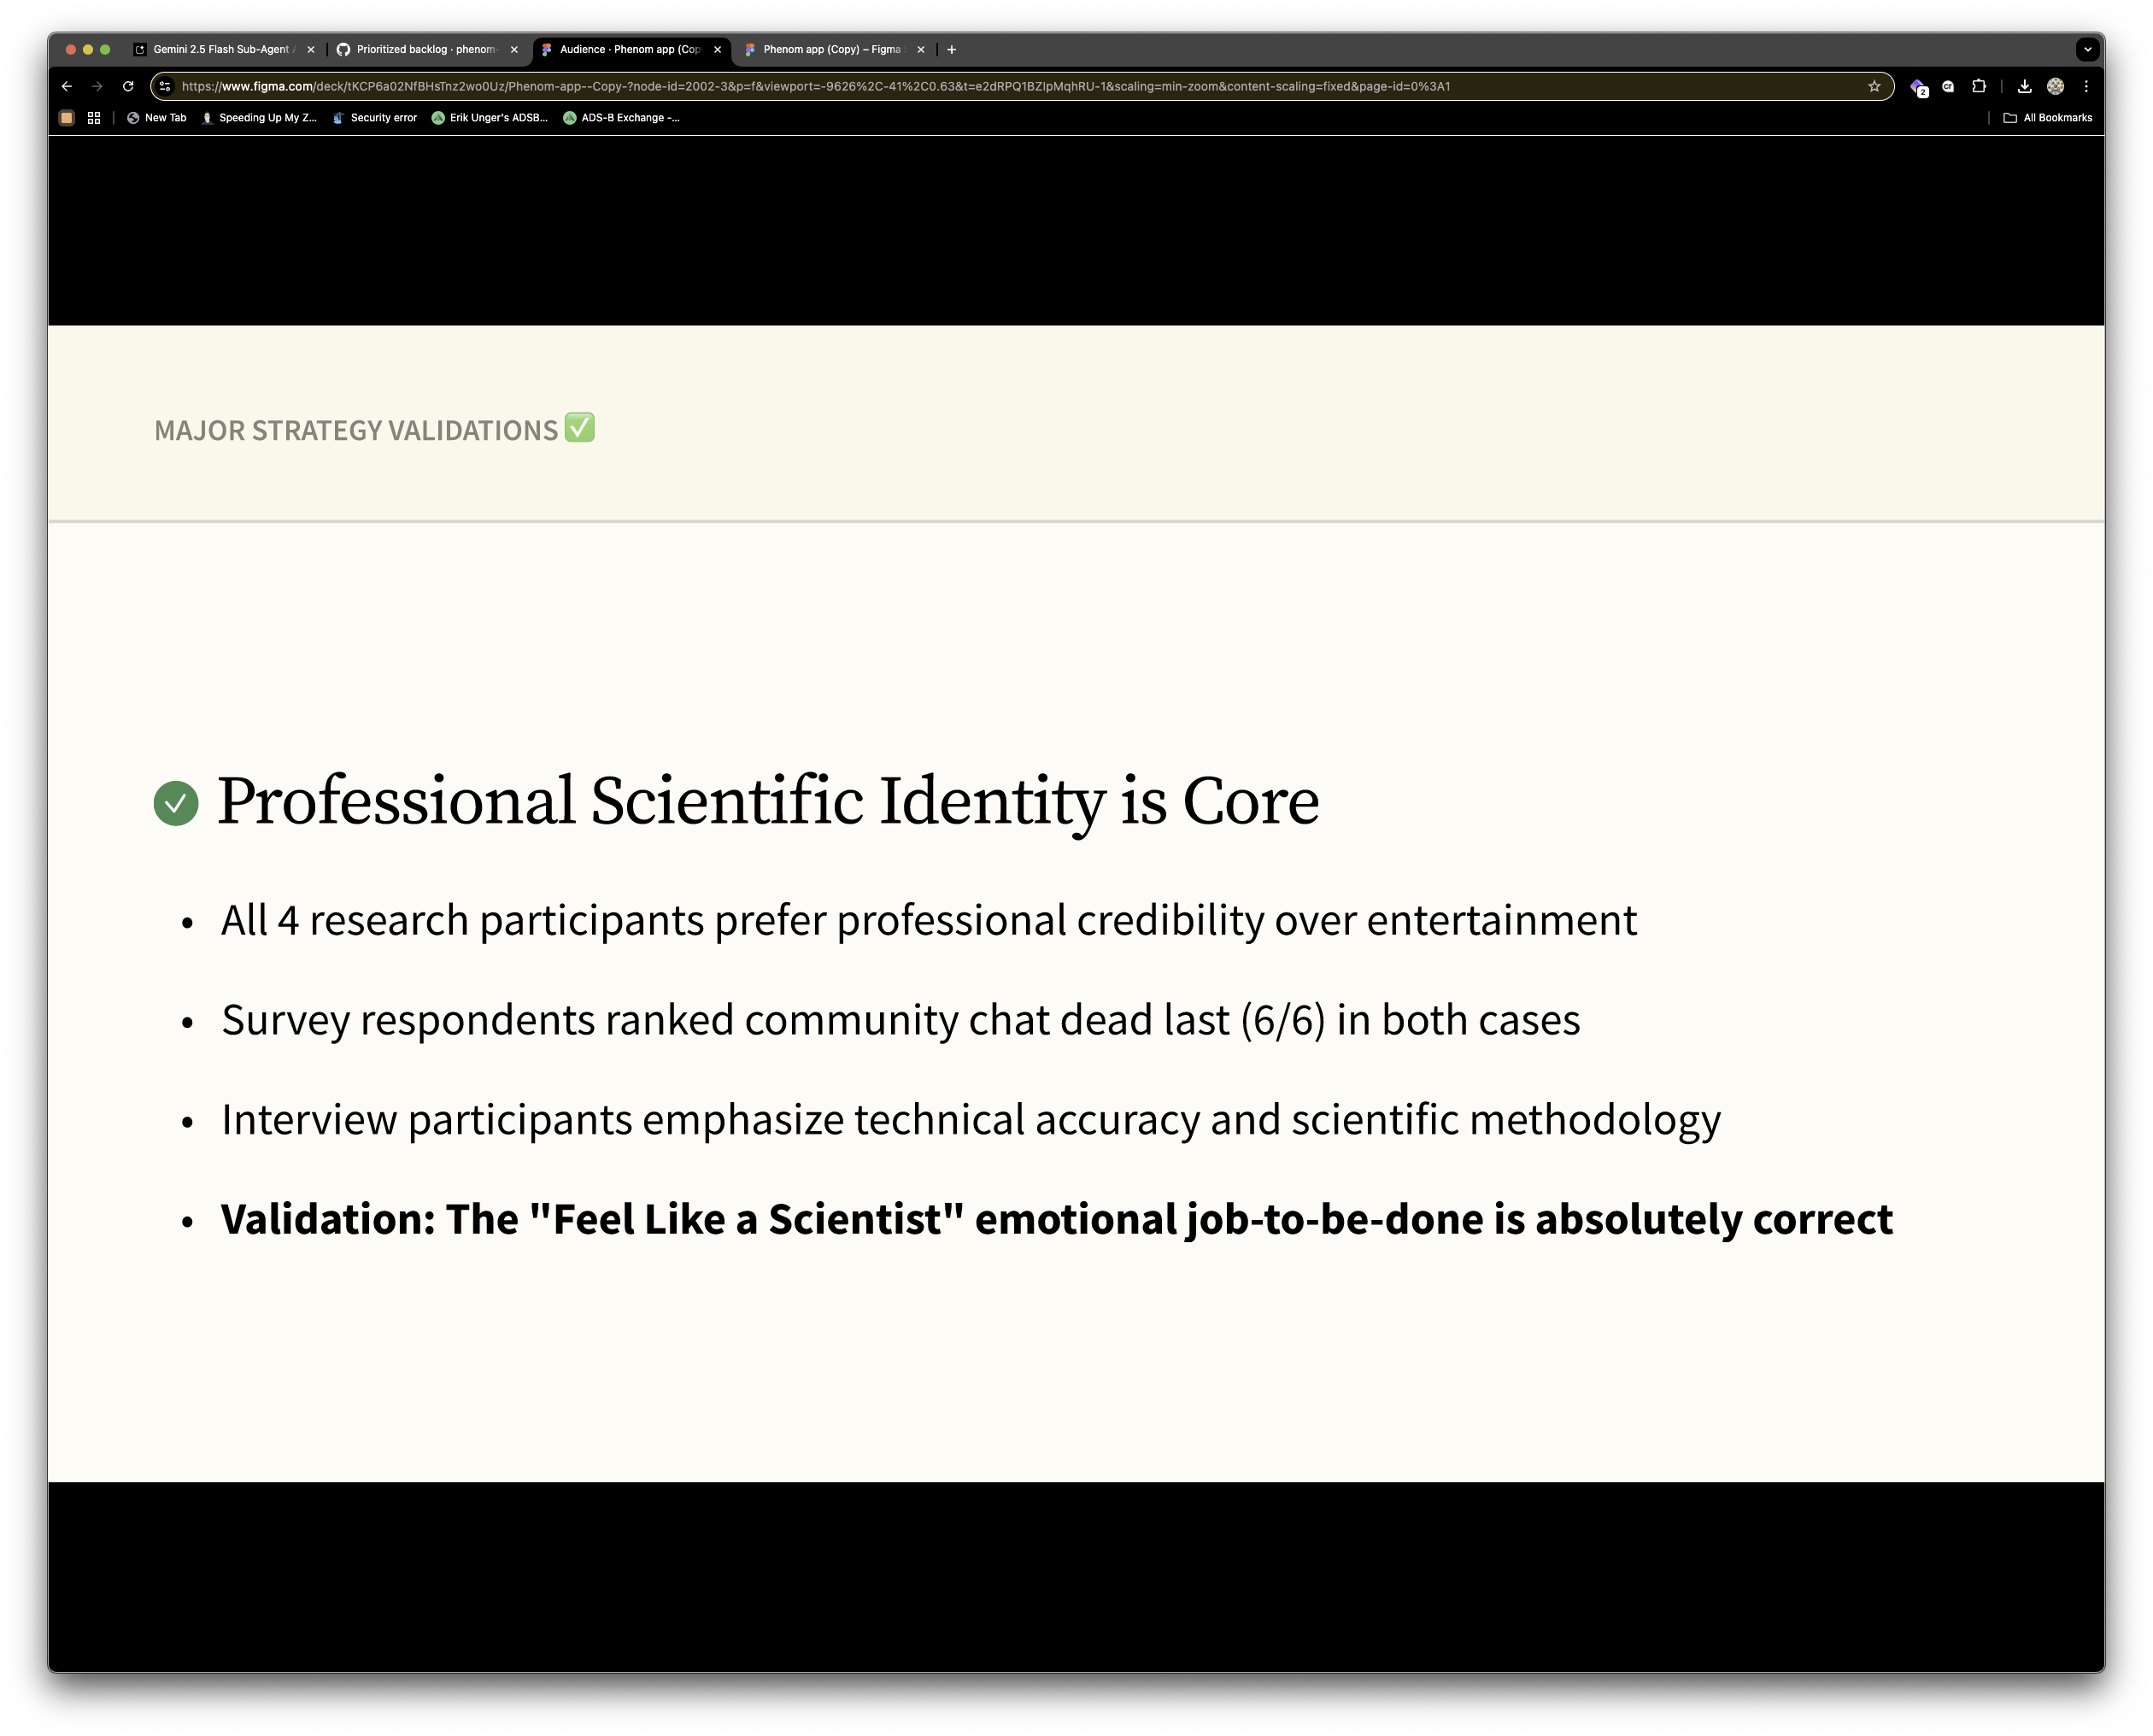 Gemini 2.5 Flash Sub-Agent
Prioritized backlog · phenom-
Audience · Phenom app (Cop
Phenom app (Copy) – Figma
https://www.figma.com/deck/tKCP6a02NfBHsTnz2wo0Uz/Phenom-app--Copy-?node-id=2002-3&p=f&viewport=-9626%2C-41%2C0.63&t=e2dRPQ1BZIpMqhRU-1&scaling=min-zoom&content-scaling=fixed&page-id=0%3A1
2
New Tab
Speeding Up My Z...
Security error
Erik Unger's ADSB...
ADS-B Exchange -...
All Bookmarks
MAJOR STRATEGY VALIDATIONS ✅
Professional Scientific Identity is Core
• All 4 research participants prefer professional credibility over entertainment
• Survey respondents ranked community chat dead last (6/6) in both cases
• Interview participants emphasize technical accuracy and scientific methodology
• Validation: The "Feel Like a Scientist" emotional job-to-be-done is absolutely correct